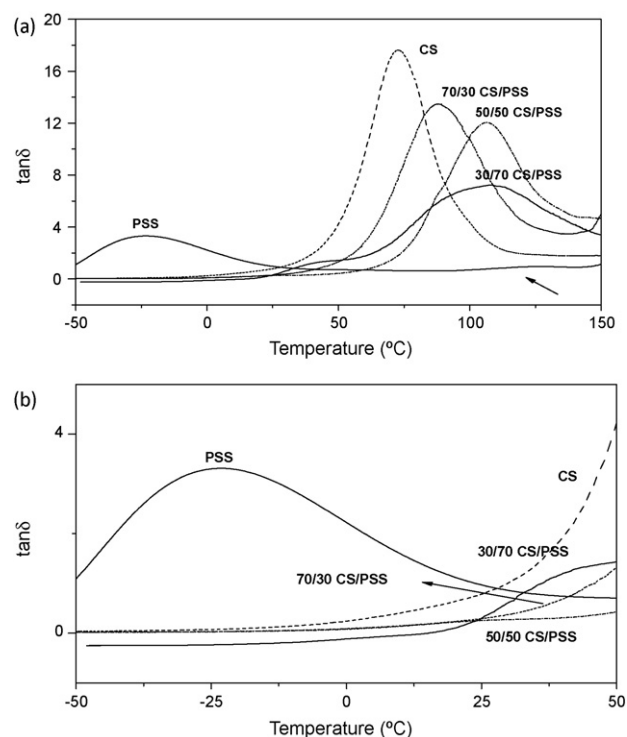 (a)
20
16
12
8
4
0
tanδ
CS
70/30 CS/PSS
50/50 CS/PSS
30/70 CS/PSS
PSS
-50 0 50 100 150
Temperature (ºC)
(b)
4
0
tanδ
PSS
CS
30/70 CS/PSS
70/30 CS/PSS
50/50 CS/PSS
-50 -25 0 25 50
Temperature (ºC)